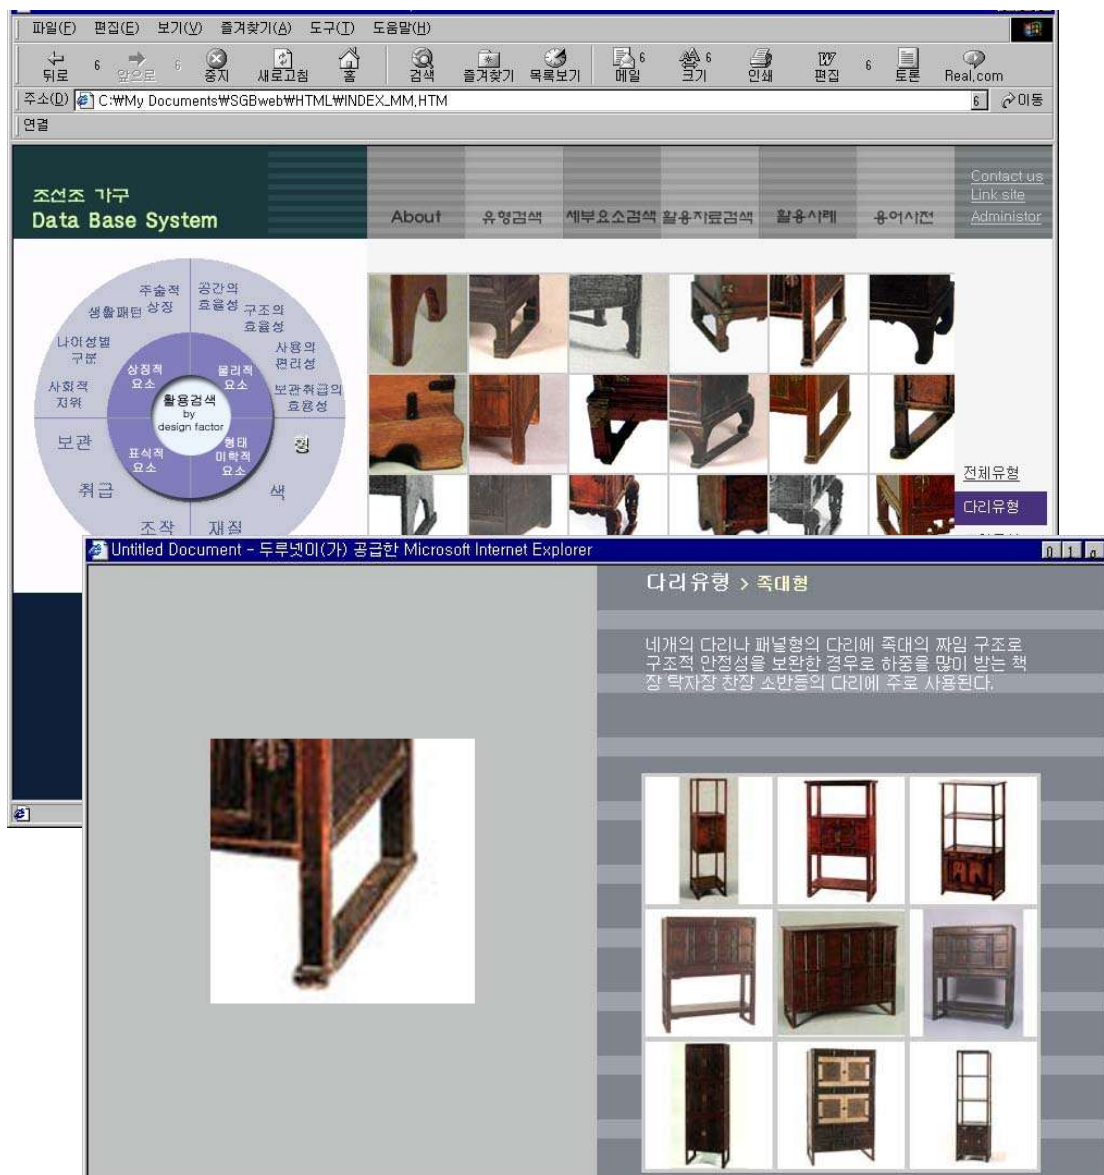 파일(F) 편집(E) 보기(V) 즐겨찾기(A) 도구(T) 도움말(H)
뒤로 6 앞으로 6 중지 새로고침 홈 검색 즐겨찾기 목록보기 메일 6 크기 6 인쇄 편집 6 토론 Real.com
주소(D) C:₩My Documents₩SGBweb₩HTML₩INDEX_MM.HTM 6 이동
연결
조선조 가구
Data Base System
About 유형검색 세부요소검색 활용자료검색 활용사례 용어사전
Contact us
Link site
Administor
주술적
상징
공간의
효율성
생활패턴
구조의
효율성
나이성별
구분
사용의
편리성
사회적
지위
보관취급의
효용성
상징적
요소
물리적
요소
활용검색
by
design factor
표식적
요소
형태
미학적
요소
보관
형
취급
색
조작
재질
전체유형
다리유형
Untitled Document - 두루넷이(가) 공급한 Microsoft Internet Explorer
다리유형 > 족대형
네개의 다리나 패널형의 다리에 족대의 짜임 구조로
구조적 안정성을 보완한 경우로 하중을 많이 받는 책
장 탁자장 찬장 소반등의 다리에 주로 사용된다.